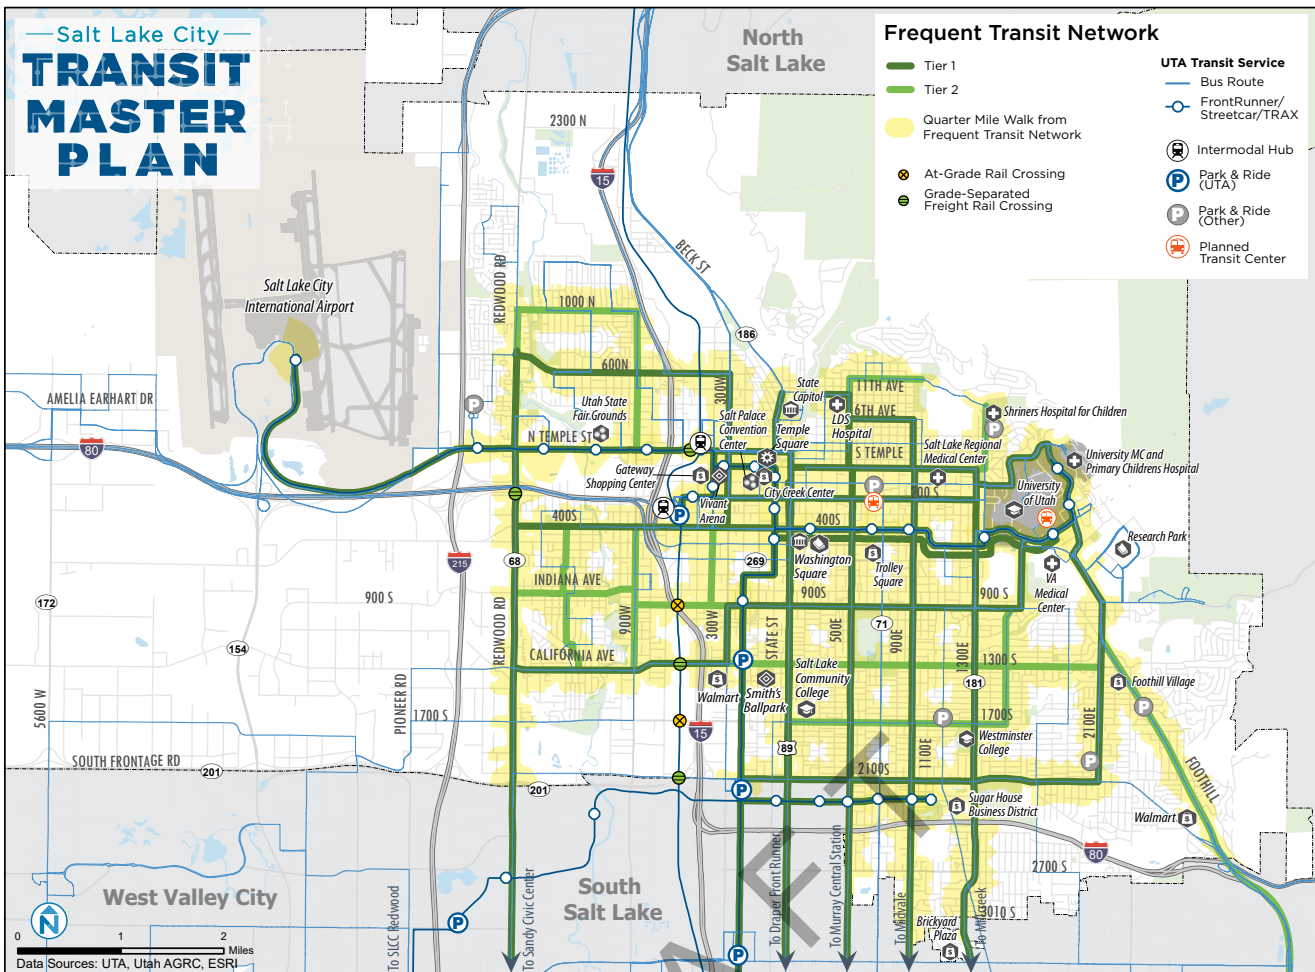 Salt Lake City
TRANSIT
MASTER
PLAN
North
Salt Lake
Frequent Transit Network
Tier 1
Tier 2
Quarter Mile Walk from
Frequent Transit Network
At-Grade Rail Crossing
Grade-Separated
Freight Rail Crossing
UTA Transit Service
Bus Route
FrontRunner/
Streetcar/TRAX
Intermodal Hub
P
Park & Ride
(UTA)
P
Park & Ride
(Other)
Planned
Transit Center
2300 N
15
BECK ST
REDWOOD RD
Salt Lake City
International Airport
1000 N
186
600N
300W
State
Capitol
11TH AVE
6TH AVE
LDS
Hospital
Shriners Hospital for Children
P
AMELIA EARHART DR
P
Utah State
Fair Grounds
Salt Palace
Convention
Center
Temple
Square
N TEMPLE ST
S TEMPLE
Salt Lake Regional
Medical Center
University MC and
Primary Childrens Hospital
80
Gateway
Shopping Center
City Creek Center
P
00 S
University
of Utah
Vivant
Arena
P
400S
400S
Research Park
215
68
269
Washington
Square
Trolley
Square
VA
Medical
Center
INDIANA AVE
172
900 S
900S
900 S
154
REDWOOD RD
900W
300W
STATE ST
500E
71
900E
1300E
CALIFORNIA AVE
P
1300 S
Salt Lake
Community
College
181
Foothill Village
Walmart
Smith's
Ballpark
5600 W
PIONEER RD
1700 S
15
P
1700S
P
2100E
89
1100E
Westminster
College
SOUTH FRONTAGE RD
201
2100S
P
FOOTHILL
201
P
Sugar House
Business District
Walmart
80
2700 S
West Valley City
South
Salt Lake
P
3010 S
Brickyard
Plaza
P
To SLCC Redwood
To Sandy Civic Center
To Draper Front Runner
To Murray Central Station
To Midvale
To Millcreek
N
0 1 2
Miles
Data Sources: UTA, Utah AGRC, ESRI
A F T